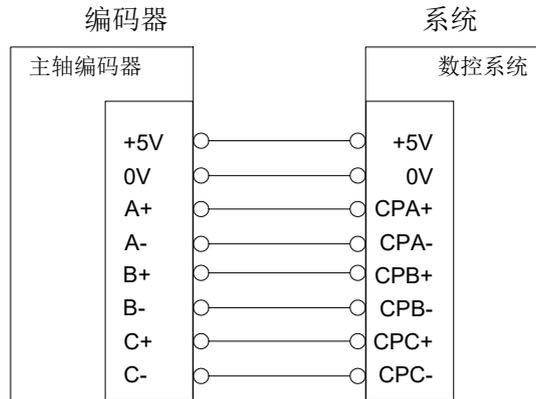 编码器 系统
主轴编码器 数控系统
+5V +5V
0V 0V
A+ CPA+
A- CPA-
B+ CPB+
B- CPB-
C+ CPC+
C- CPC-